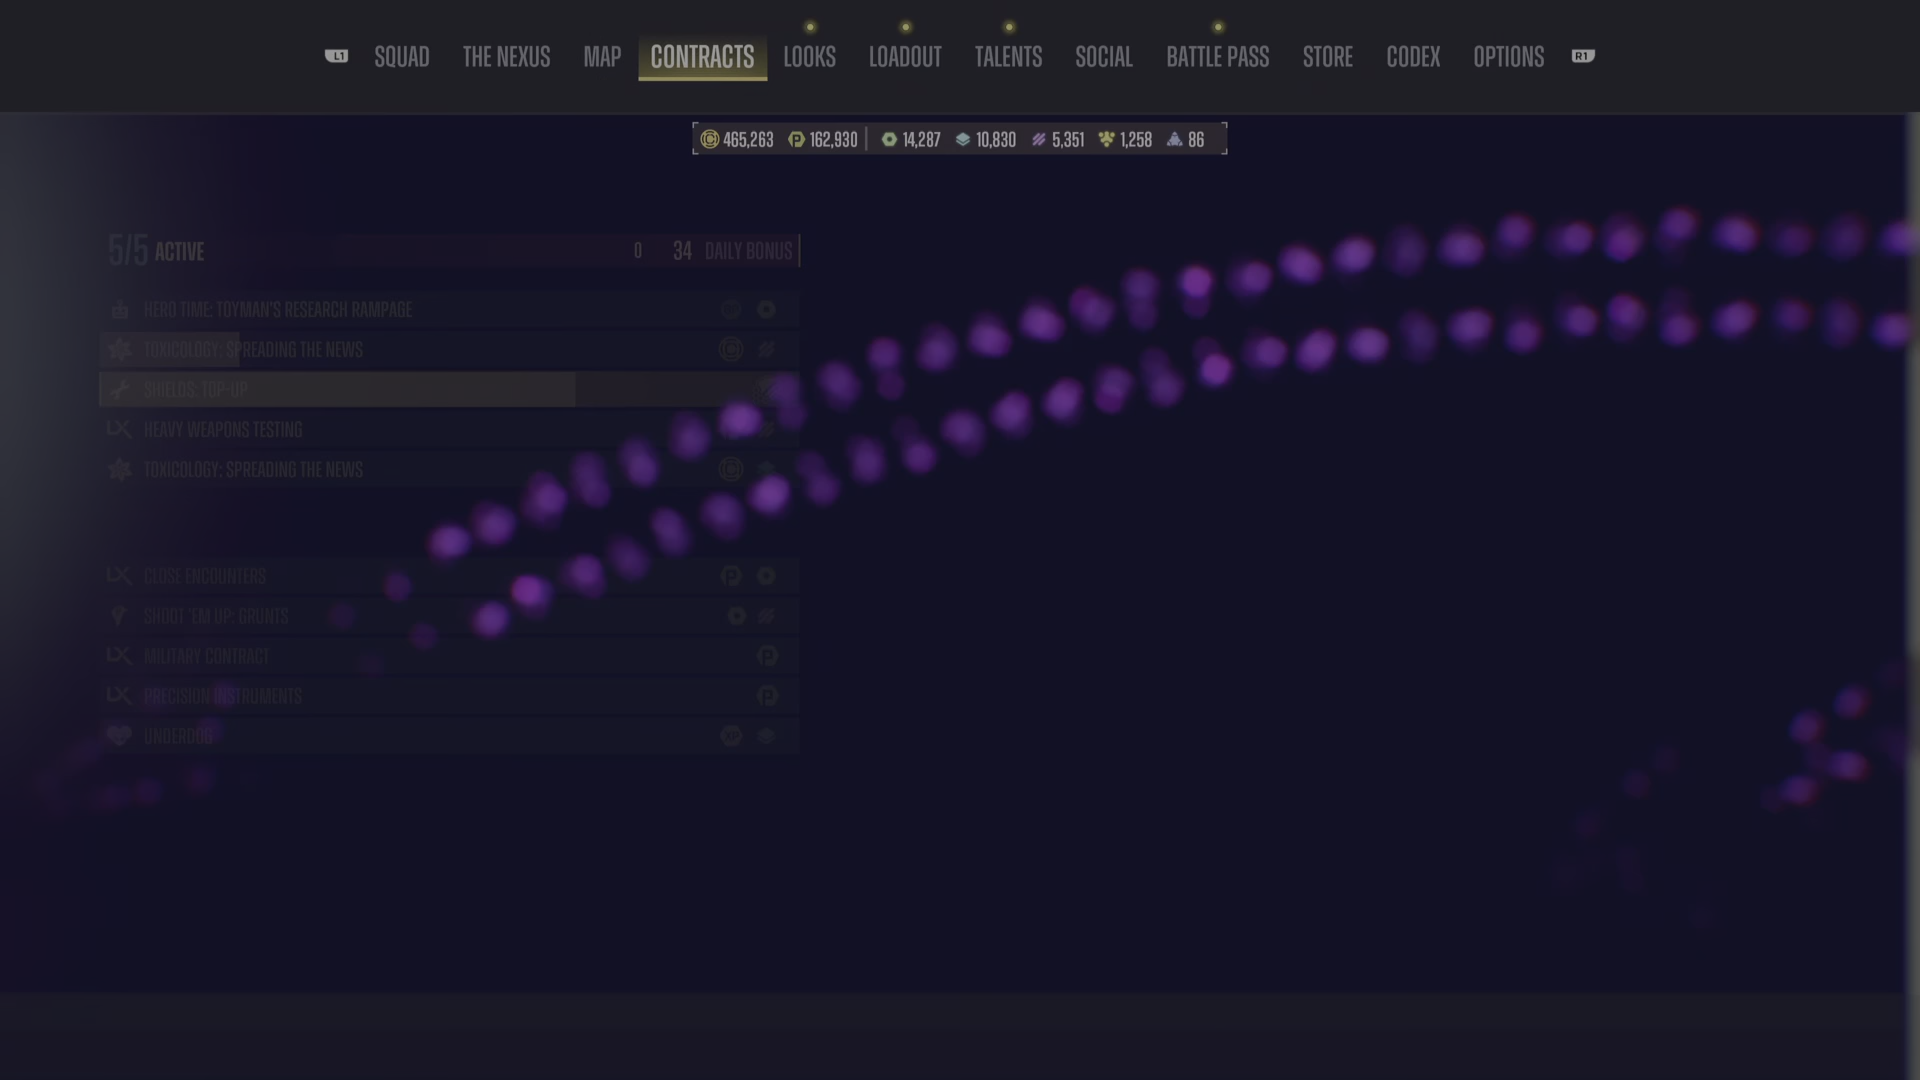 L1 SQUAD THE NEXUS MAP CONTRACTS LOOKS LOADOUT TALENTS SOCIAL BATTLE PASS STORE CODEX OPTIONS R1
465,263 P 162,930 14,287 10,830 5,351 1,258 86
5/5 ACTIVE 0 34 DAILY BONUS
HERO TIME: TOYMAN'S RESEARCH RAMPAGE
TOXICOLOGY: SPREADING THE NEWS
SHIELDS: TOP-UP
HEAVY WEAPONS TESTING
TOXICOLOGY: SPREADING THE NEWS
CLOSE ENCOUNTERS P
SHOOT 'EM UP: GRUNTS
MILITARY CONTRACT P
PRECISION INSTRUMENTS P
UNDERDOG XP